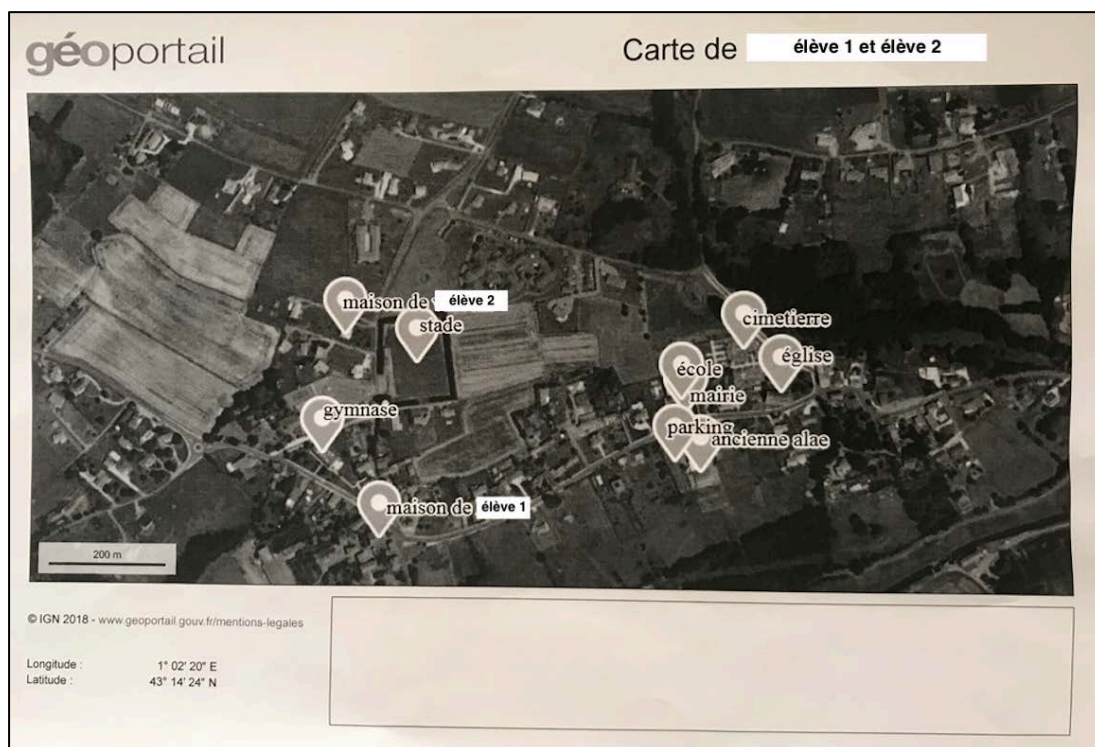 géoportail
Carte de élève 1 et élève 2
maison de élève 2
stade
cimetierre
église
école
mairie
gymnase
parking
ancienne alae
maison de élève 1
200 m
© IGN 2018 - www.geoportail.gouv.fr/mentions-legales
Longitude : 1° 02' 20" E
Latitude : 43° 14' 24" N